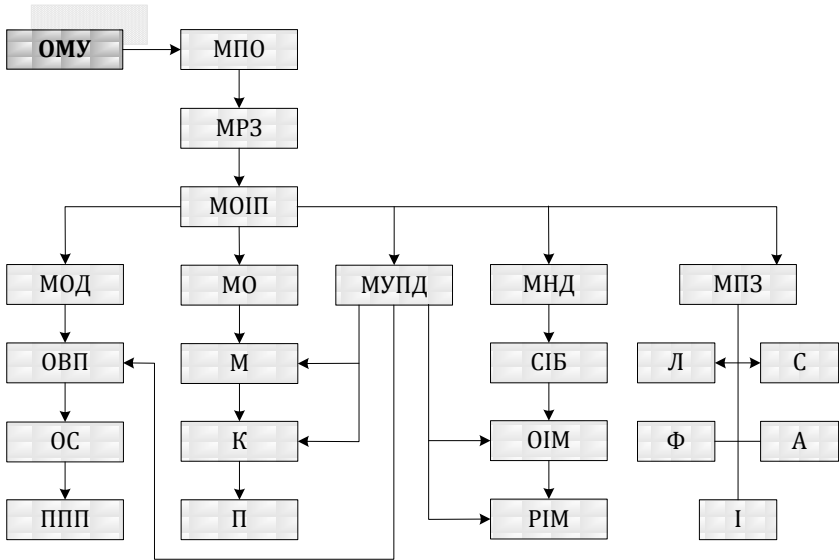 ОМУ
МПО
МРЗ
МОІП
МОД
МО
МУПД
МНД
МПЗ
ОВП
М
СІБ
Л
С
ОС
К
ОІМ
Ф
А
ППП
П
РІМ
І